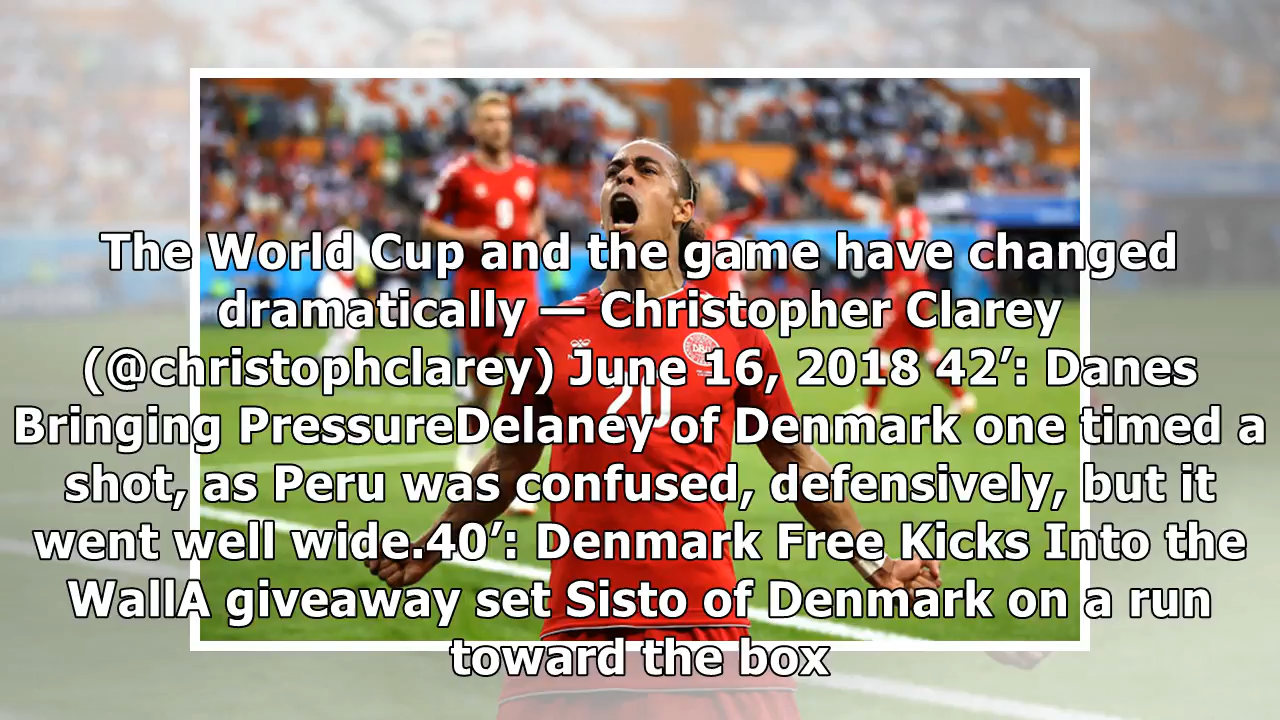 The World Cup and the game have changed
dramatically — Christopher Clarey
(@christophclarey) June 16, 2018 42’: Danes
Bringing PressureDelaney of Denmark one timed a
shot, as Peru was confused, defensively, but it
went well wide.40’: Denmark Free Kicks Into the
WallA giveaway set Sisto of Denmark on a run
toward the box
20